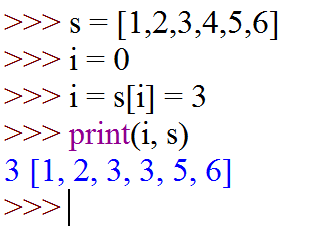 >>> s = [1,2,3,4,5,6]
>>> i = 0
>>> i = s[i] = 3
>>> print(i, s)
3 [1, 2, 3, 3, 5, 6]
>>>